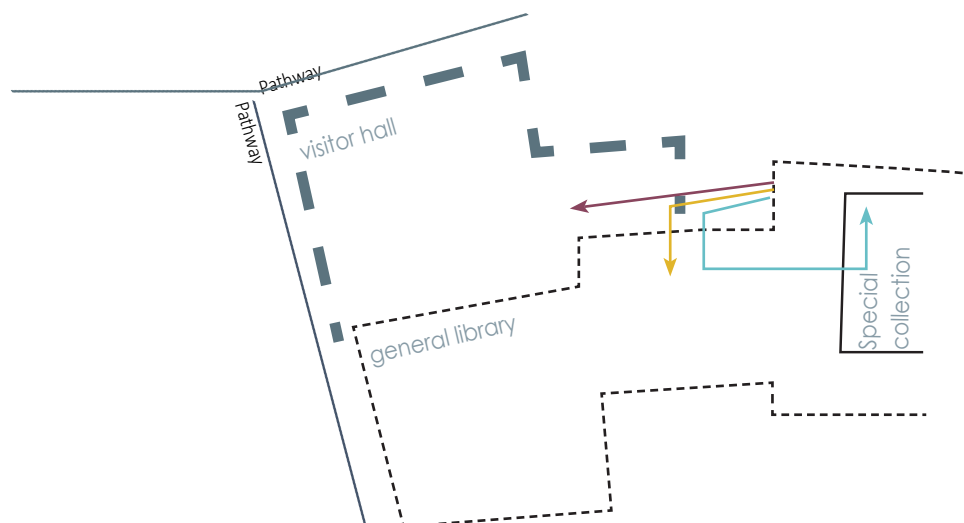 Pathway
Pathway
visitor hall
general library
Special
collection